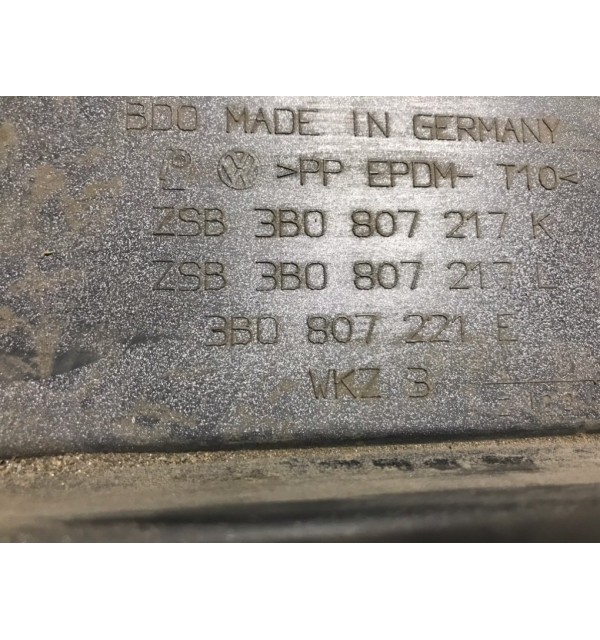 BDO MADE IN GERMANY
>PP EPDM- T10<
ZSB 3B0 807 217 K
ZSB 3B0 807 217 L
3B0 807 221 E
WKZ 3